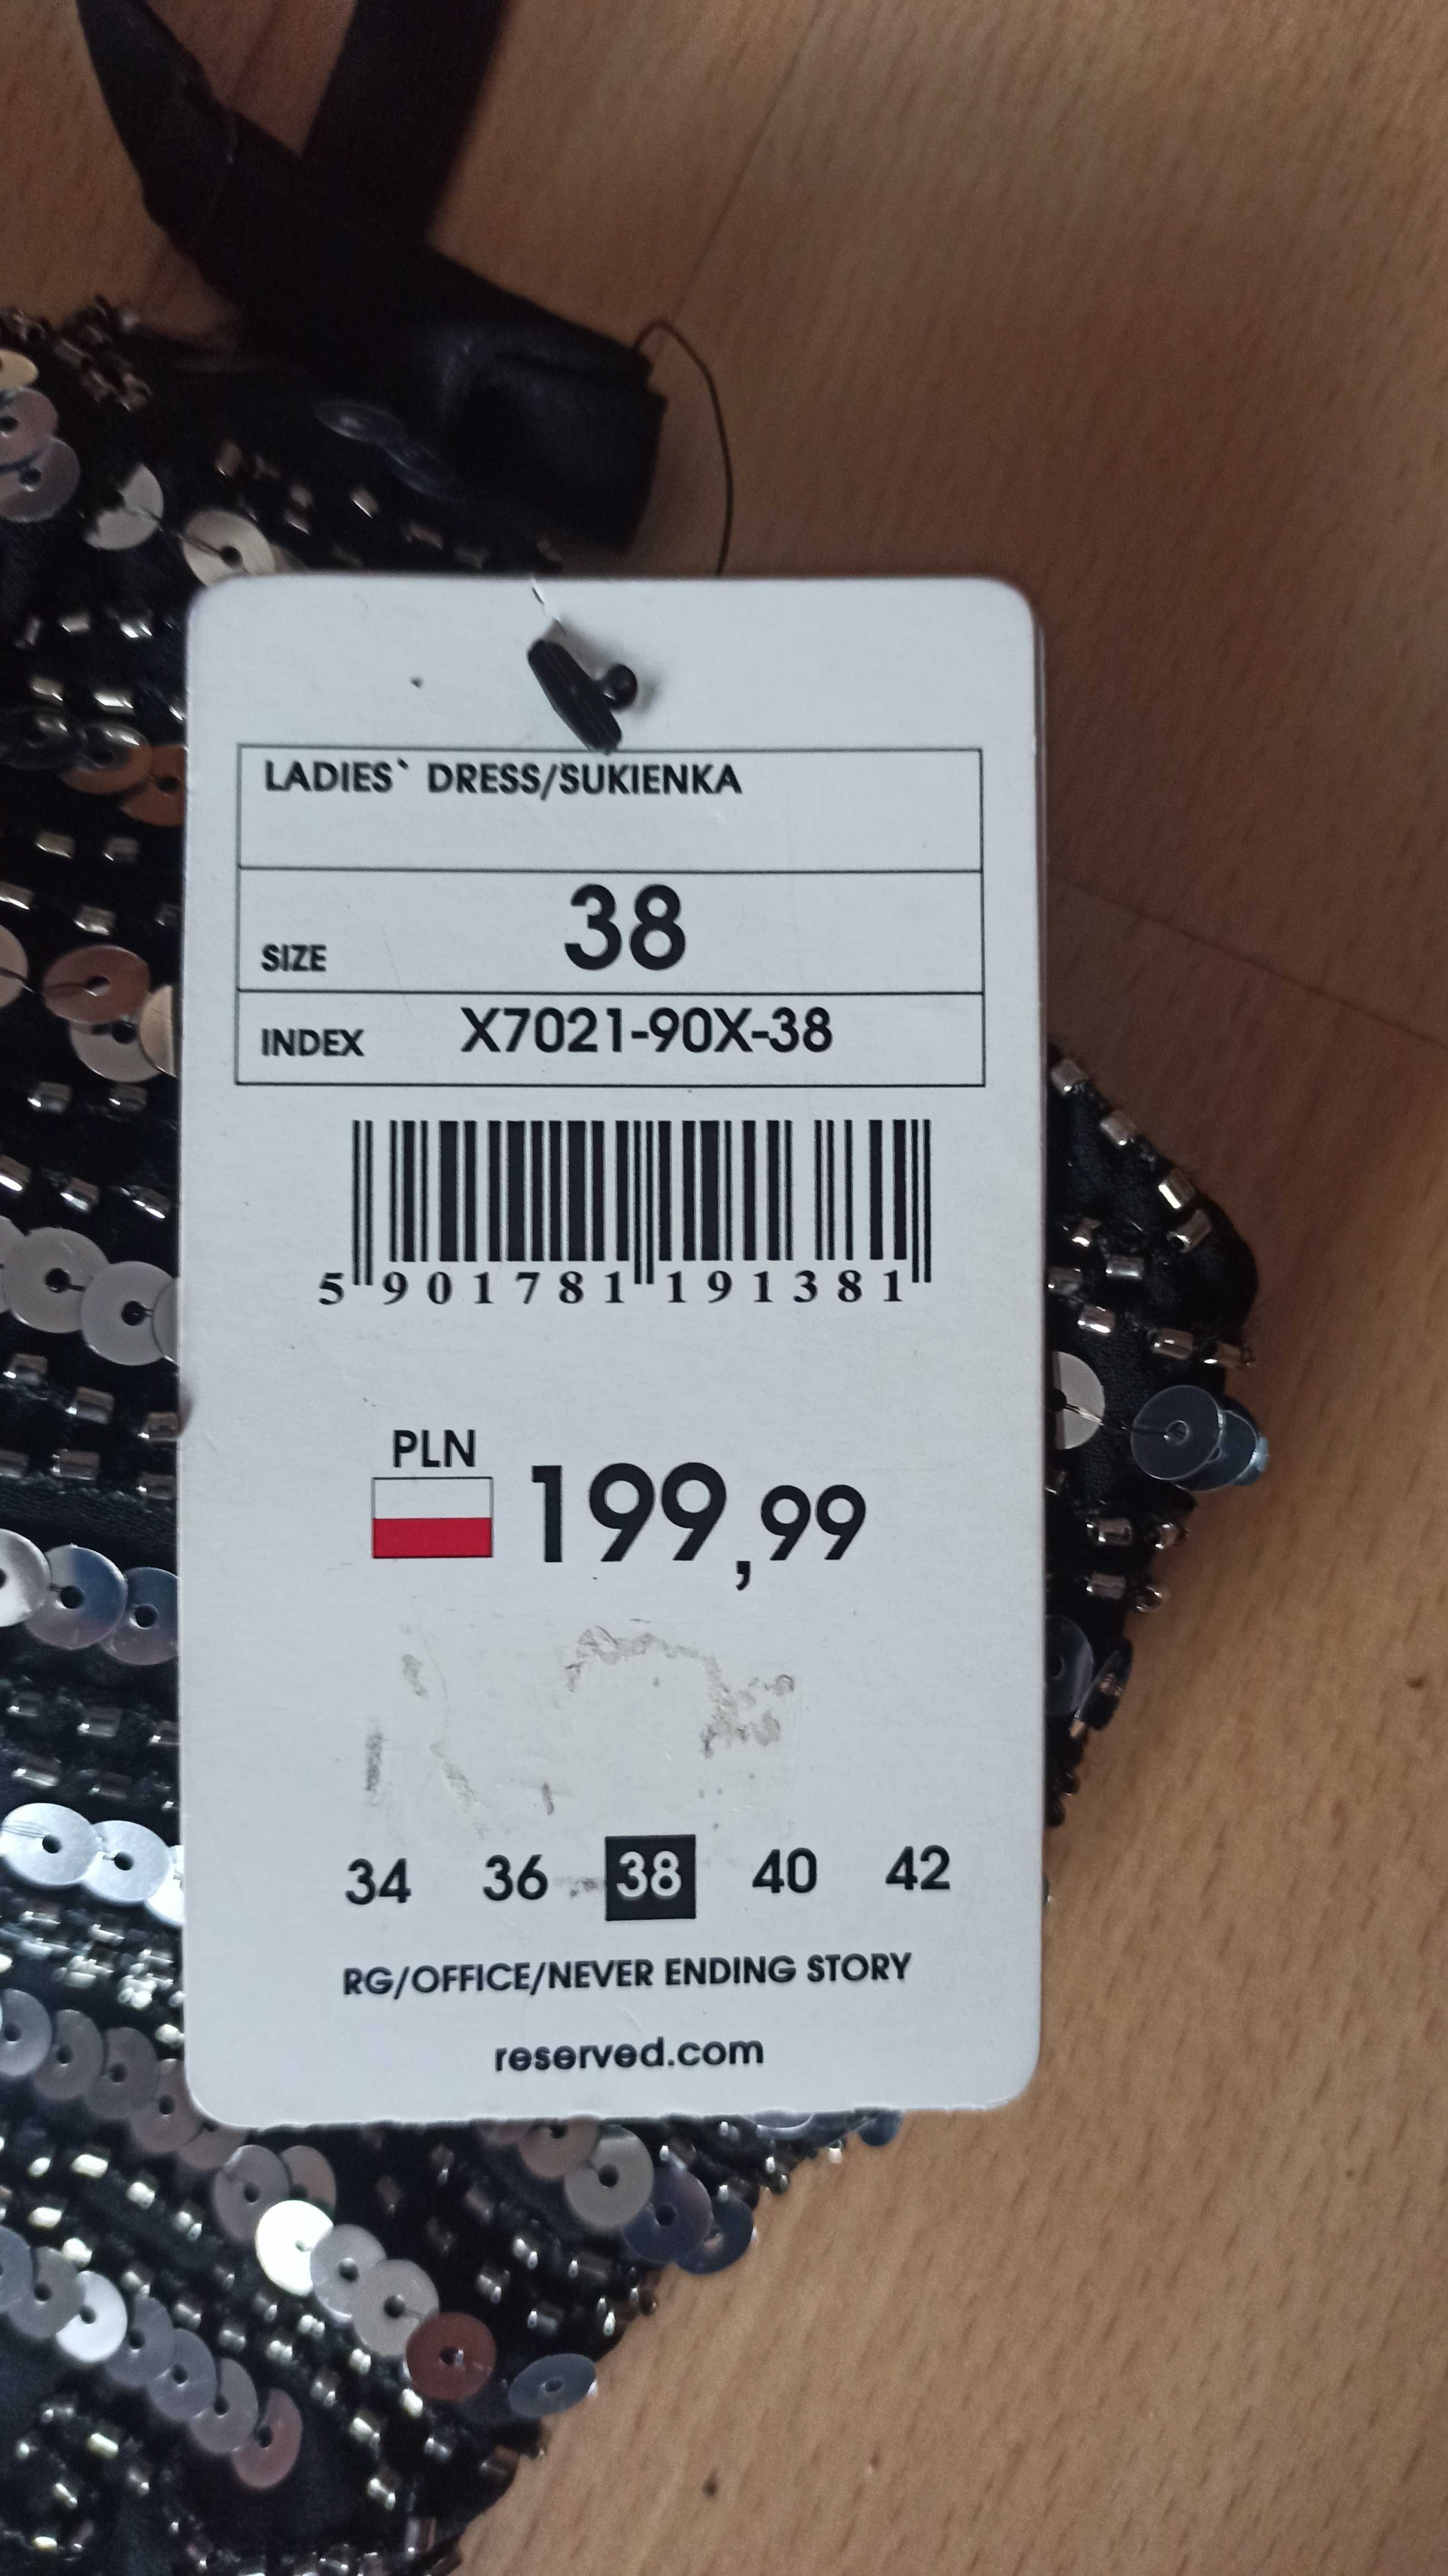 LADIES` DRESS/SUKIENKA
SIZE 38
INDEX X7021-90X-38
5 901781 191381
PLN
199,99
34 36 38 40 42
RG/OFFICE/NEVER ENDING STORY
reserved.com